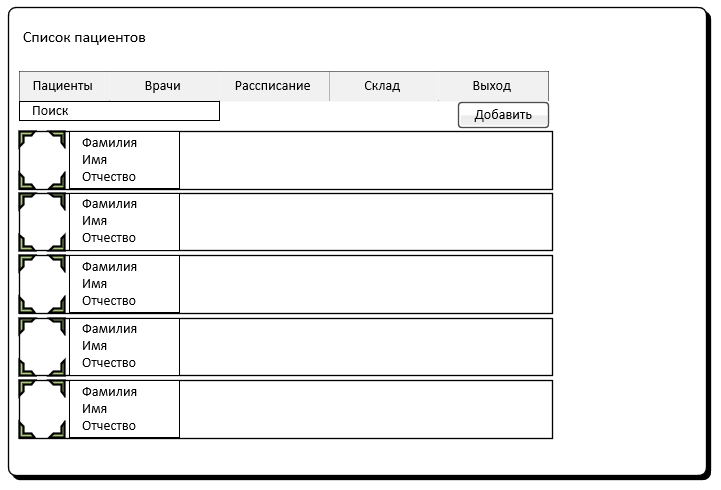 Список пациентов
Пациенты Врачи Рассписание Склад Выход
Поиск
Добавить
Фамилия
Имя
Отчество
Фамилия
Имя
Отчество
Фамилия
Имя
Отчество
Фамилия
Имя
Отчество
Фамилия
Имя
Отчество